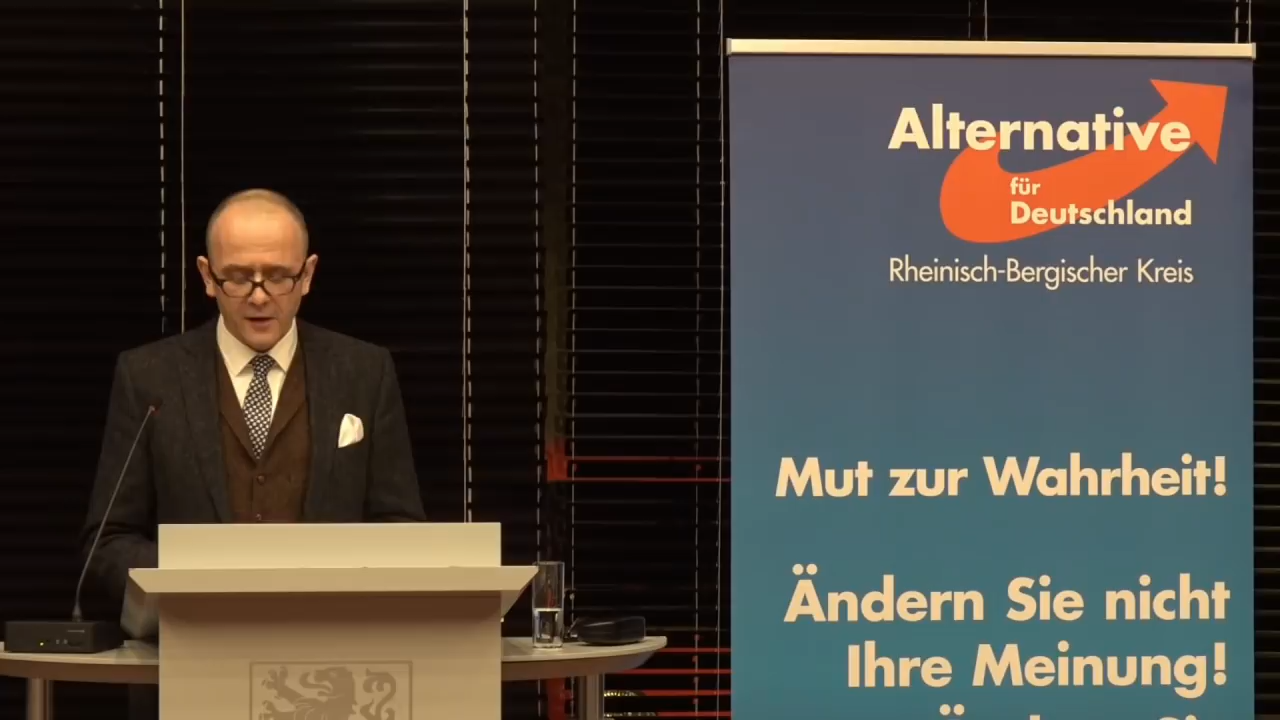 Alternative
für
Deutschland
Rheinisch-Bergischer Kreis
Mut zur Wahrheit!
Ändern Sie nicht
Ihre Meinung!